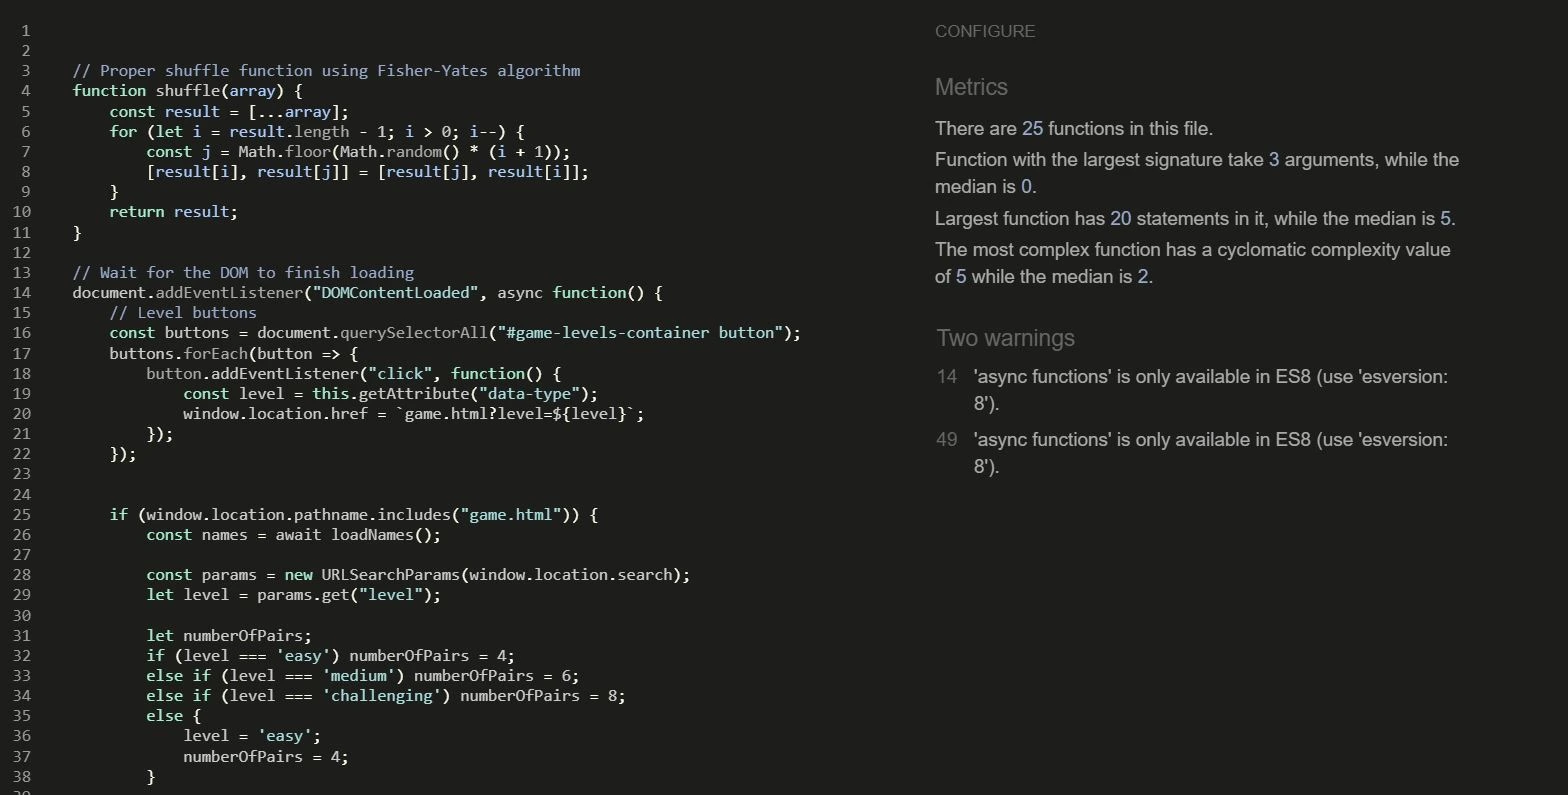 1
2
3 // Proper shuffle function using Fisher-Yates algorithm
4 function shuffle(array) {
5     const result = [...array];
6     for (let i = result.length - 1; i > 0; i--) {
7         const j = Math.floor(Math.random() * (i + 1));
8         [result[i], result[j]] = [result[j], result[i]];
9     }
10     return result;
11 }
12
13 // Wait for the DOM to finish loading
14 document.addEventListener("DOMContentLoaded", async function() {
15     // Level buttons
16     const buttons = document.querySelectorAll("#game-levels-container button");
17     buttons.forEach(button => {
18         button.addEventListener("click", function() {
19             const level = this.getAttribute("data-type");
20             window.location.href = `game.html?level=${level}`;
21         });
22     });
23
24
25     if (window.location.pathname.includes("game.html")) {
26         const names = await loadNames();
27
28         const params = new URLSearchParams(window.location.search);
29         let level = params.get("level");
30
31         let numberOfPairs;
32         if (level === 'easy') numberOfPairs = 4;
33         else if (level === 'medium') numberOfPairs = 6;
34         else if (level === 'challenging') numberOfPairs = 8;
35         else {
36             level = 'easy';
37             numberOfPairs = 4;
38         }
CONFIGURE
Metrics
There are 25 functions in this file.
Function with the largest signature take 3 arguments, while the
median is 0.
Largest function has 20 statements in it, while the median is 5.
The most complex function has a cyclomatic complexity value
of 5 while the median is 2.
Two warnings
14 'async functions' is only available in ES8 (use 'esversion:
8').
49 'async functions' is only available in ES8 (use 'esversion:
8').